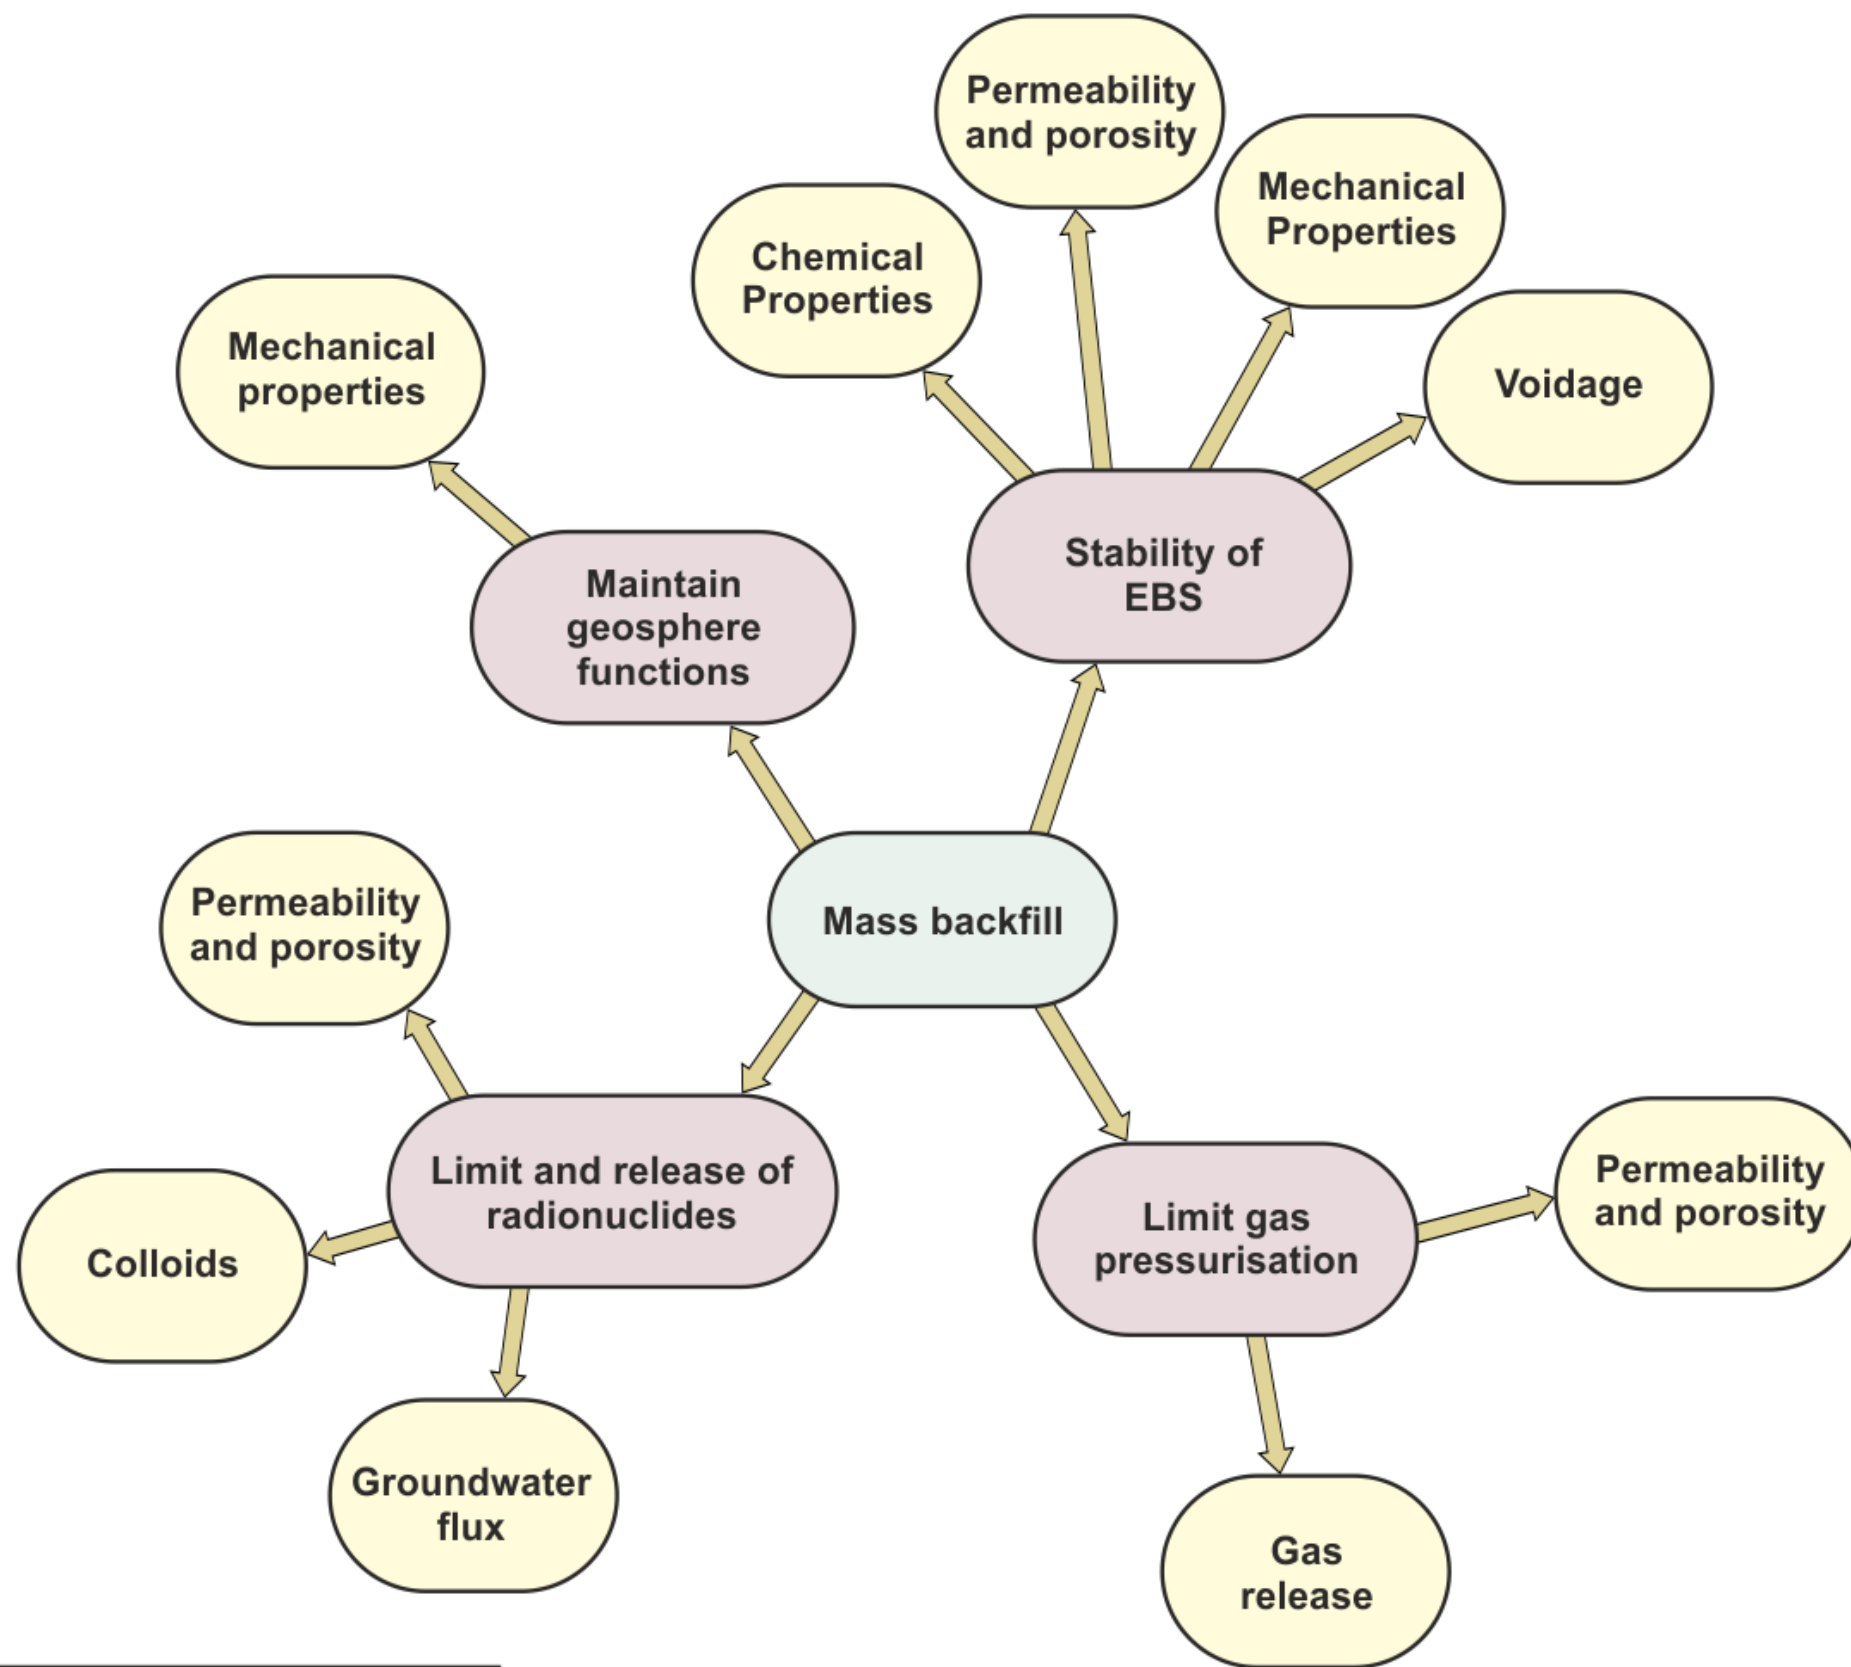 Permeability
and porosity
Mechanical
Properties
Chemical
Properties
Mechanical
properties
Voidage
Stability of
EBS
Maintain
geosphere
functions
Permeability
and porosity
Mass backfill
Limit and release of
radionuclides
Permeability
and porosity
Limit gas
pressurisation
Colloids
Groundwater
flux
Gas
release